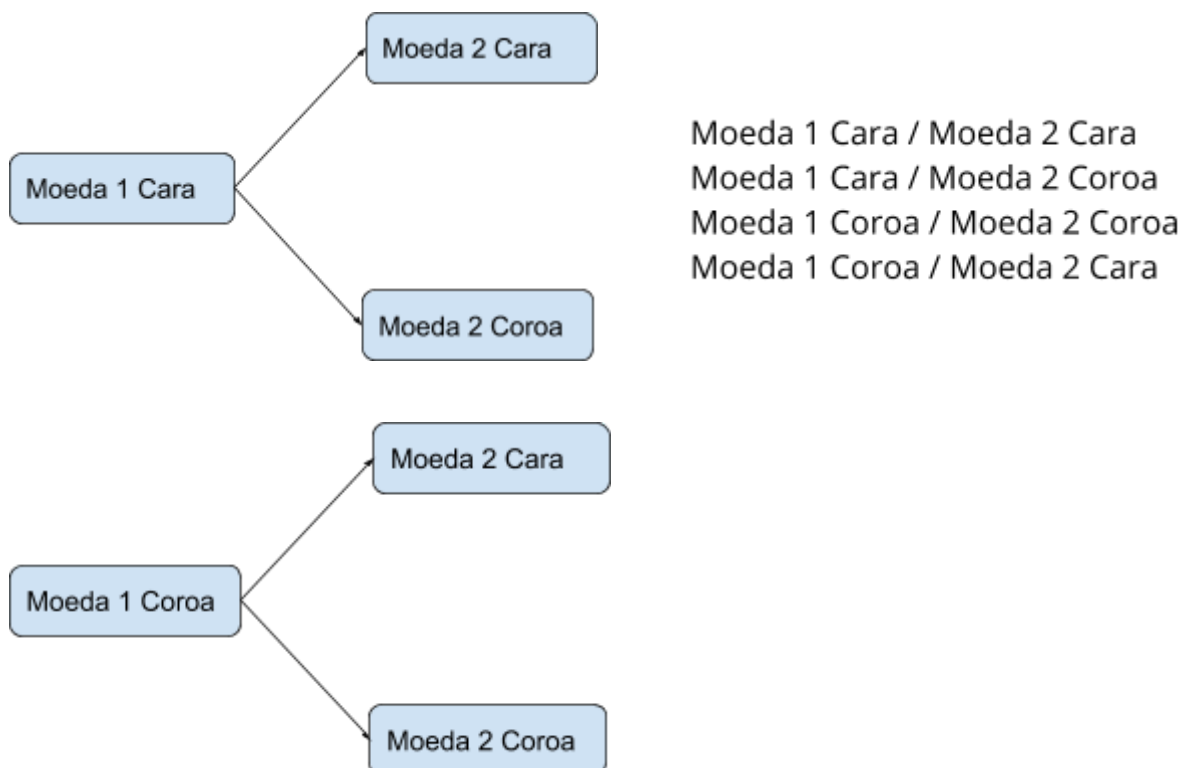 Moeda 2 Cara
Moeda 1 Cara
Moeda 2 Coroa
Moeda 1 Cara / Moeda 2 Cara
Moeda 1 Cara / Moeda 2 Coroa
Moeda 1 Coroa / Moeda 2 Coroa
Moeda 1 Coroa / Moeda 2 Cara
Moeda 2 Cara
Moeda 1 Coroa
Moeda 2 Coroa